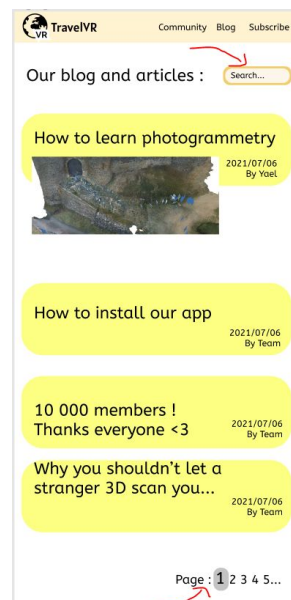 VR TravelVR Community Blog Subscribe
Our blog and articles : Search...
How to learn photogrammetry
2021/07/06
By Yael
How to install our app
2021/07/06
By Team
10 000 members !
Thanks everyone <3
2021/07/06
By Team
Why you shouldn't let a
stranger 3D scan you...
2021/07/06
By Team
Page : 1 2 3 4 5...